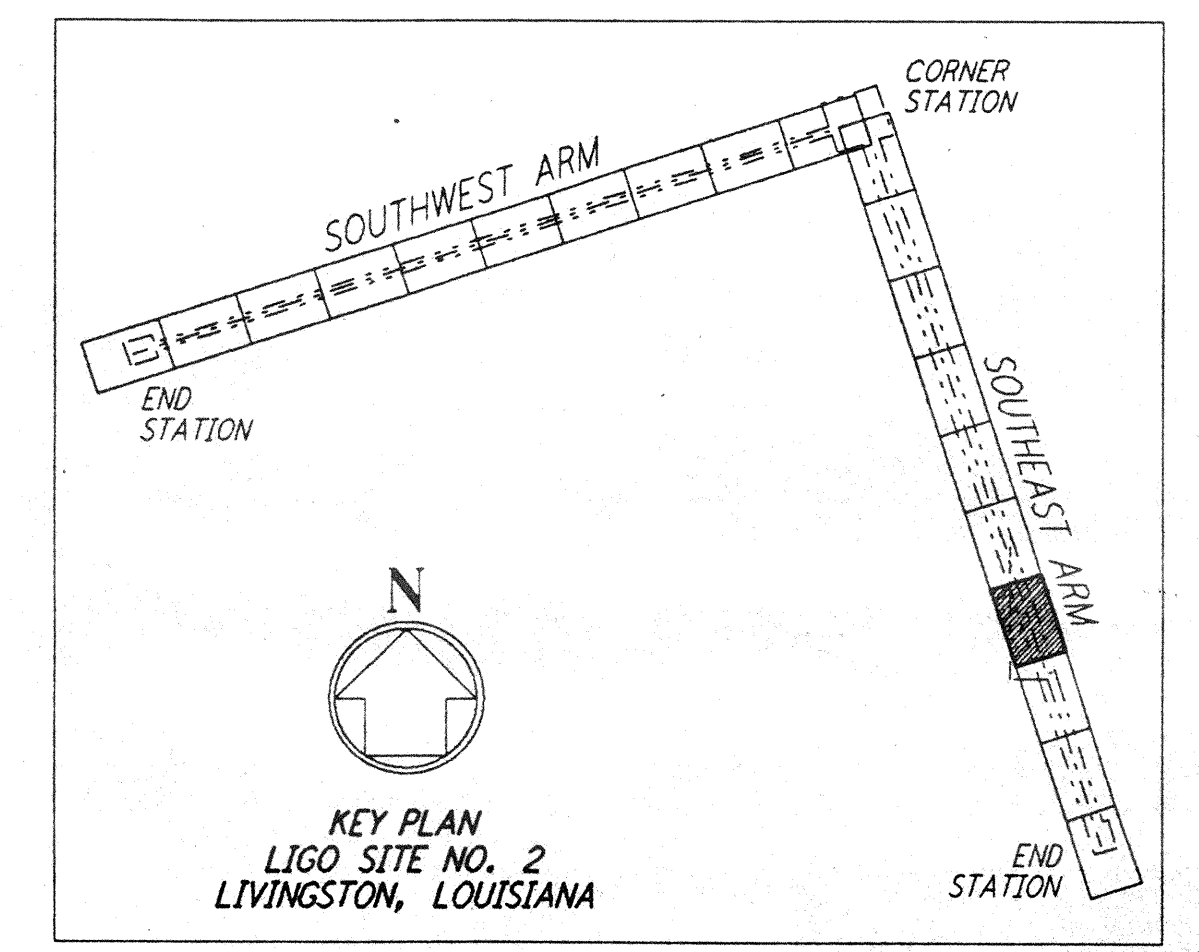 CORNER
STATION
SOUTHWEST ARM
END
STATION
SOUTHEAST ARM
N
KEY PLAN
LIGO SITE NO. 2
LIVINGSTON, LOUISIANA
END
STATION